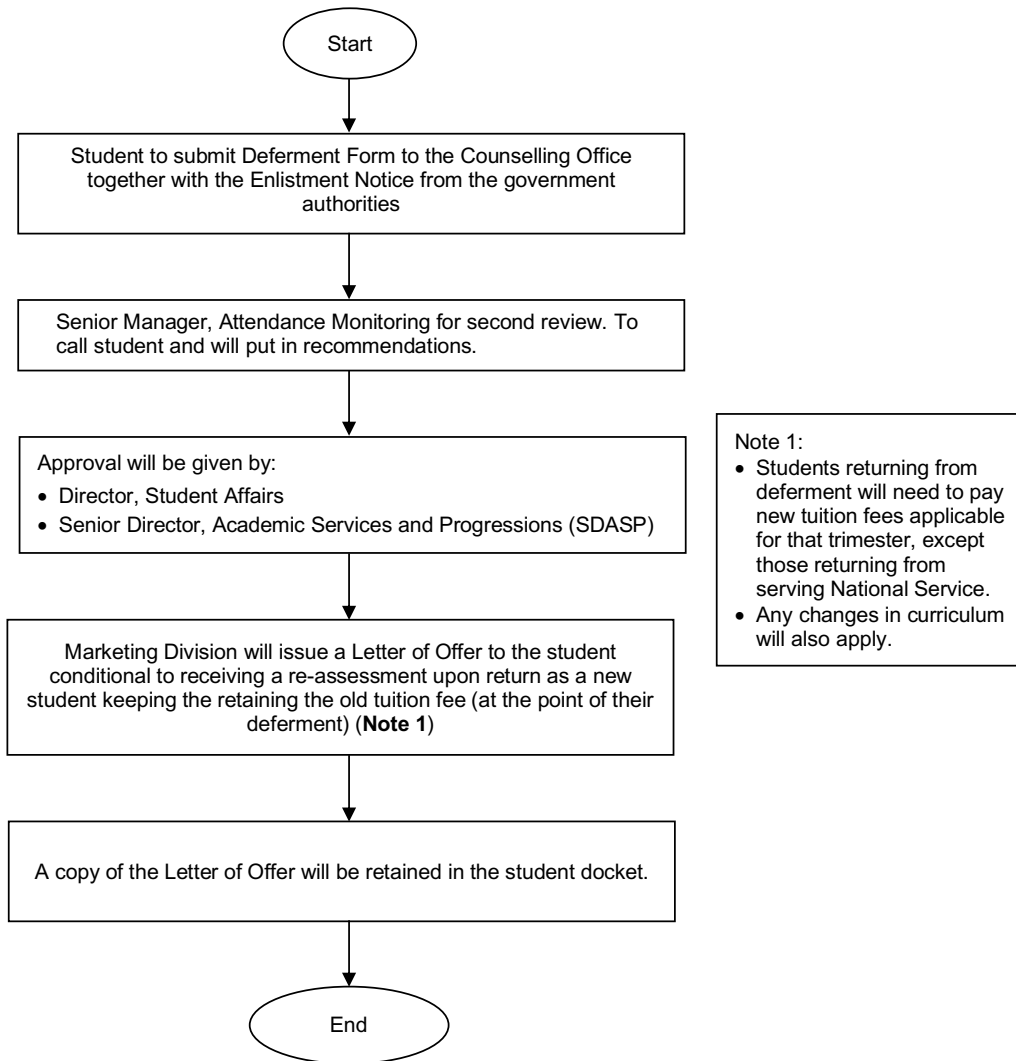 Start
Student to submit Deferment Form to the Counselling Office
together with the Enlistment Notice from the government
authorities
Senior Manager, Attendance Monitoring for second review. To
call student and will put in recommendations.
Approval will be given by:
• Director, Student Affairs
• Senior Director, Academic Services and Progressions (SDASP)
Note 1:
• Students returning from
deferment will need to pay
new tuition fees applicable
for that trimester, except
those returning from
serving National Service.
• Any changes in curriculum
will also apply.
Marketing Division will issue a Letter of Offer to the student
conditional to receiving a re-assessment upon return as a new
student keeping the retaining the old tuition fee (at the point of their
deferment) (Note 1)
A copy of the Letter of Offer will be retained in the student docket.
End